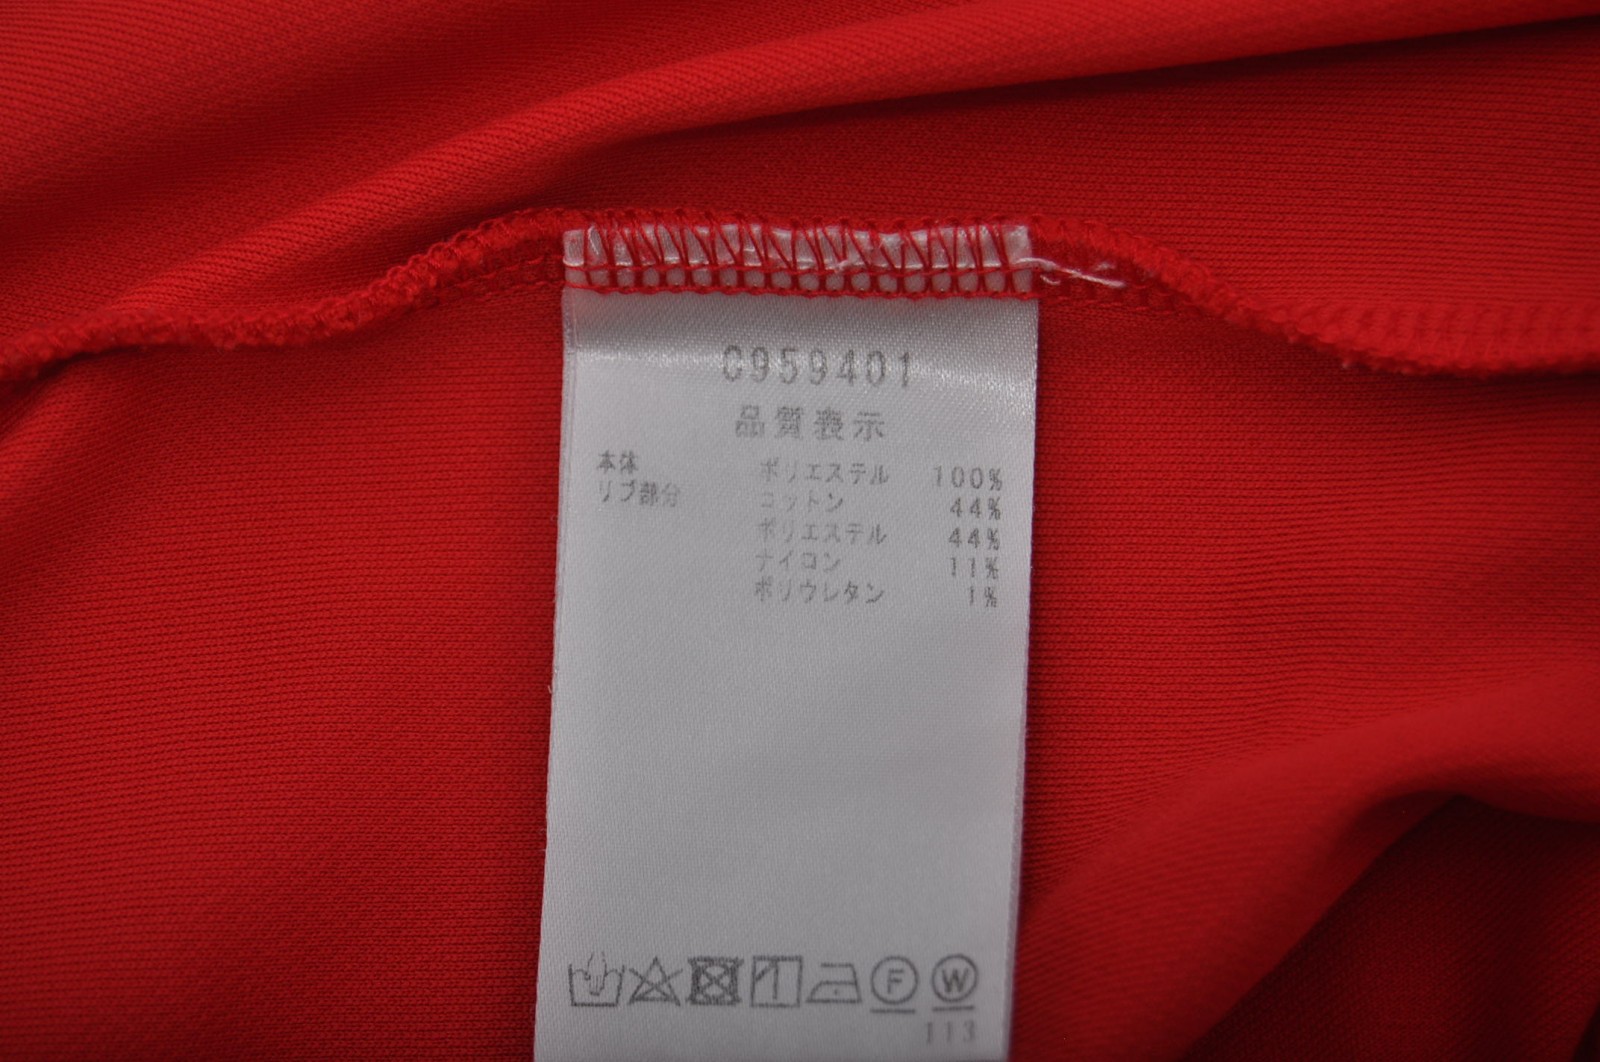 C959401
品質表示
本体 ポリエステル 100%
リブ部分 コットン 44%
ポリエステル 44%
ナイロン 11%
ポリウレタン 1%
F W
113